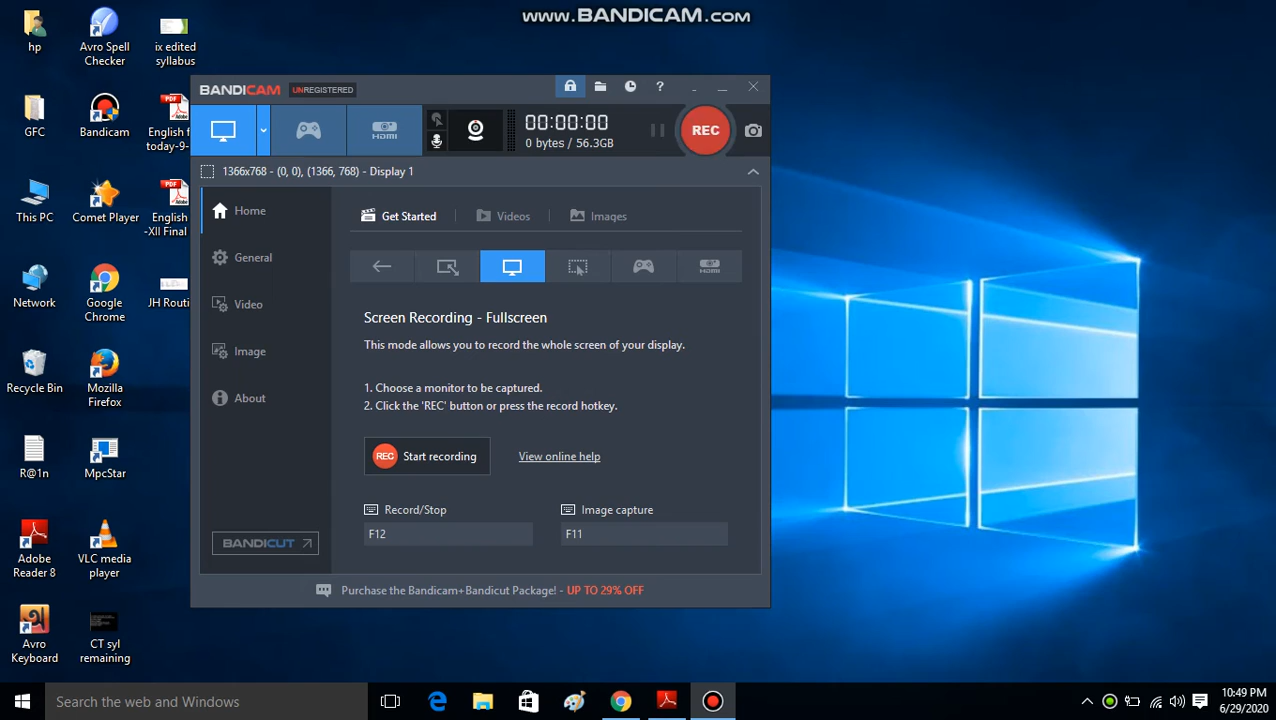 www.BANDICAM.com
hp
Avro Spell
Checker
ix edited
syllabus
GFC
Bandicam
English f
today-9-
This PC
Comet Player
English
-XII Final
Network
Google
Chrome
JH Routi
Recycle Bin
Mozilla
Firefox
R@1n
MpcStar
Adobe
Reader 8
VLC media
player
Avro
Keyboard
CT syl
remaining
BANDICAM UNREGISTERED
HDMI
00:00:00
0 bytes / 56.3GB
REC
1366x768 - (0, 0), (1366, 768) - Display 1
Home
General
Video
Image
About
BANDICUT
Get Started
Videos
Images
HDMI
Screen Recording - Fullscreen
This mode allows you to record the whole screen of your display.
1. Choose a monitor to be captured.
2. Click the 'REC' button or press the record hotkey.
REC Start recording
View online help
Record/Stop
Image capture
F12
F11
Purchase the Bandicam+Bandicut Package! - UP TO 29% OFF
Search the web and Windows
10:49 PM
6/29/2020